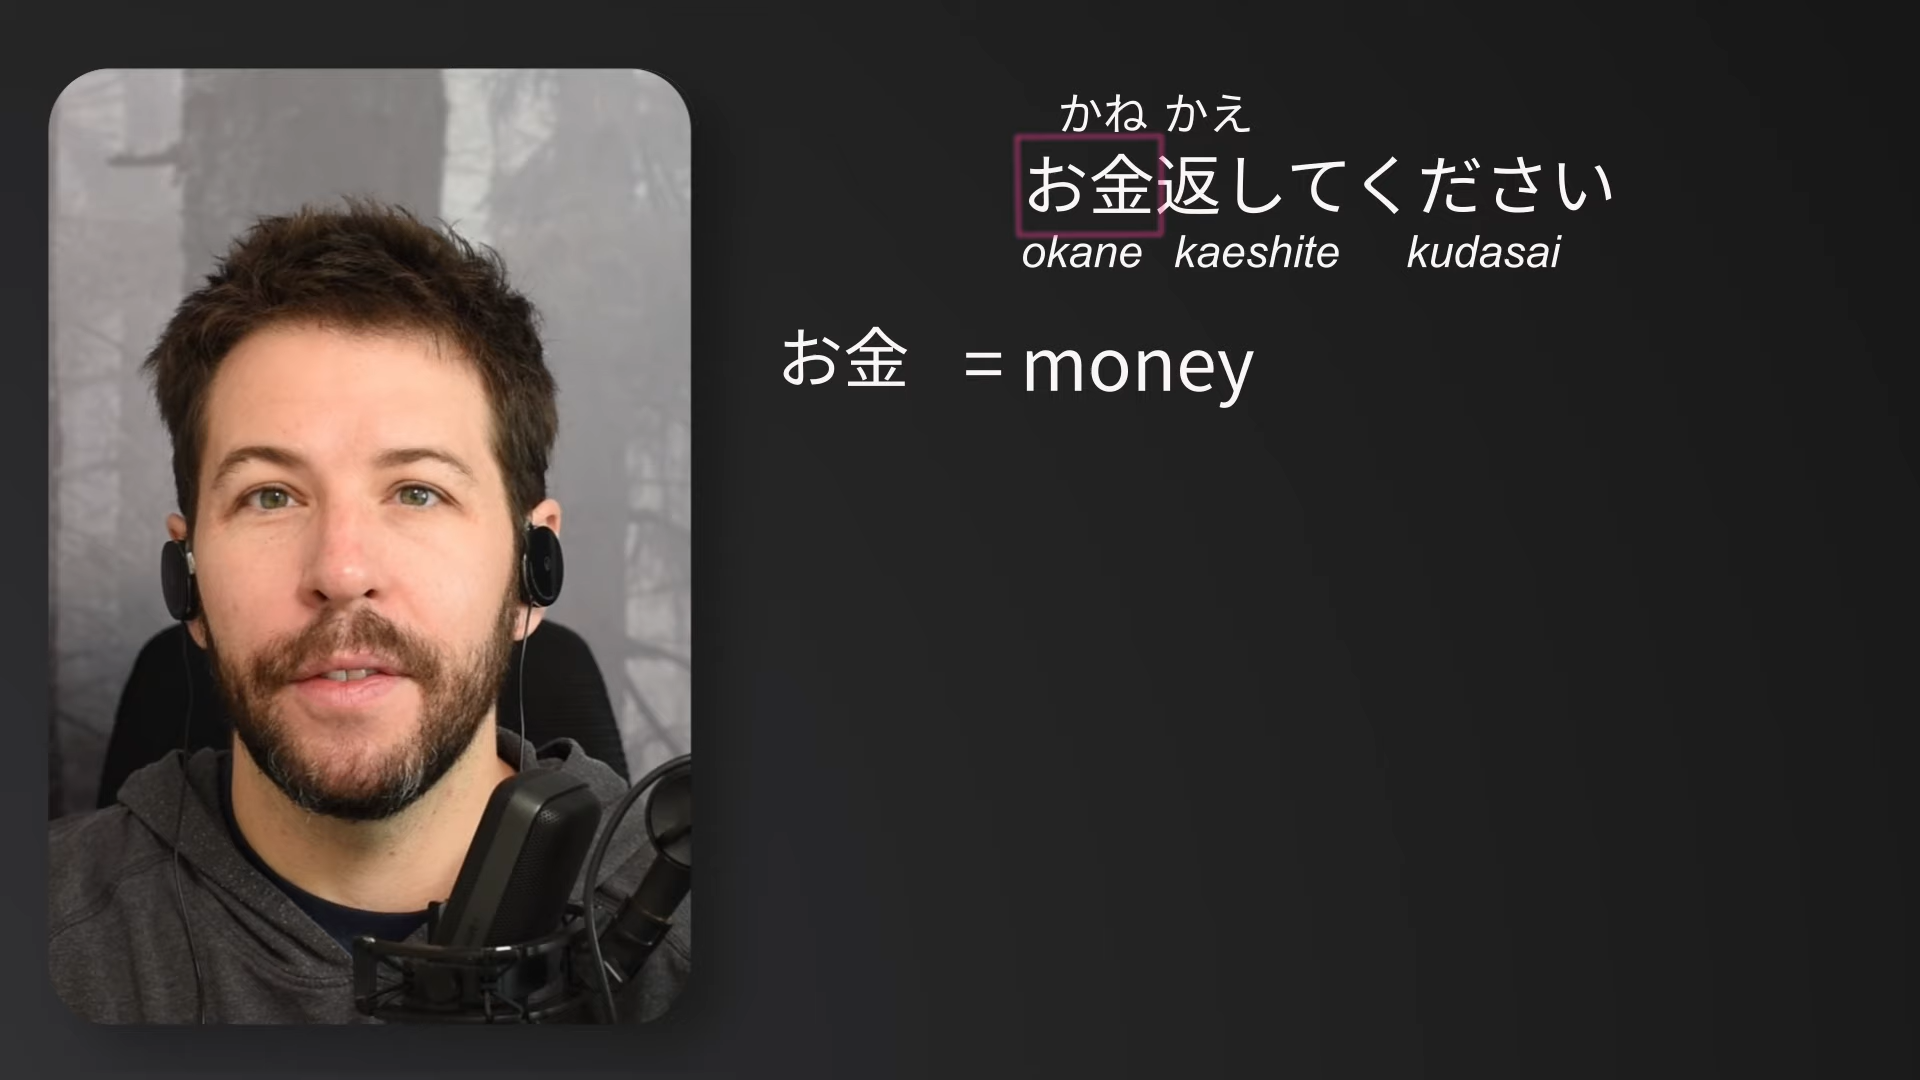 かね かえ
お金返してください
okane kaeshite kudasai
お金 = money